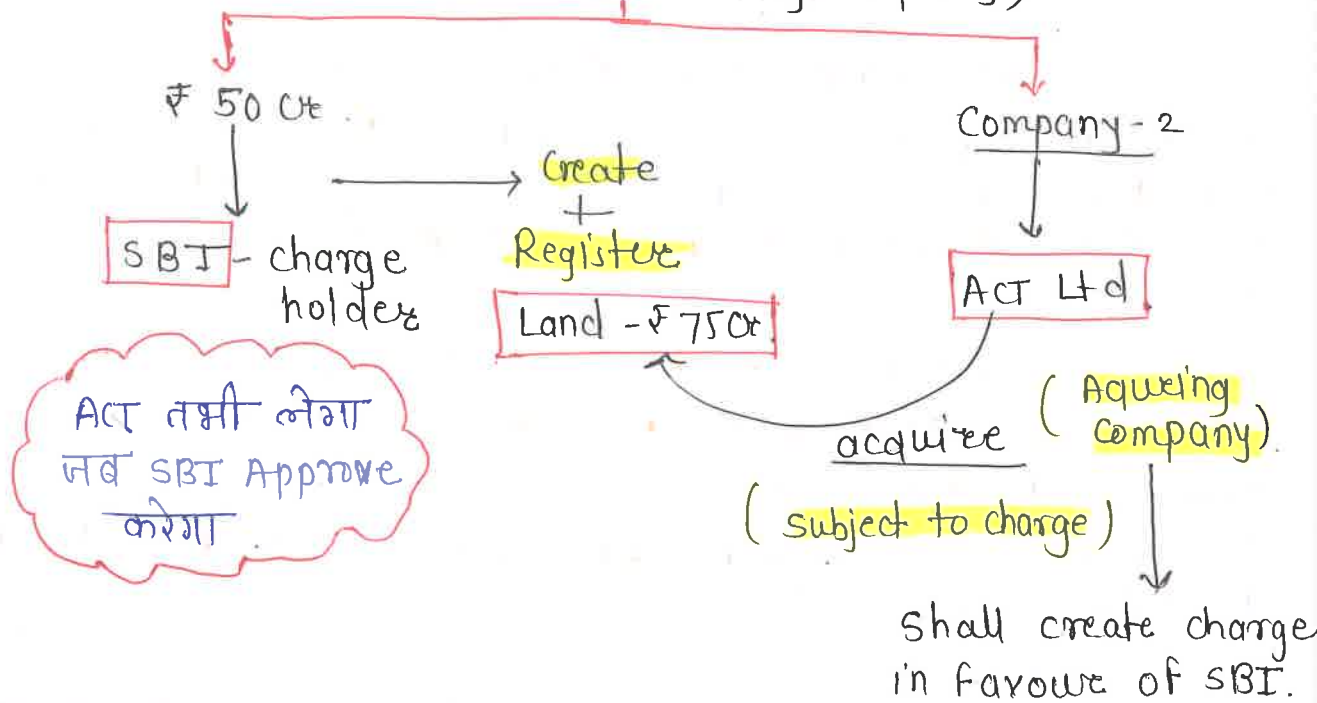 ₹ 50 Cr.
SBI - charge
holder
Create
+
Register
Land - ₹ 75 Cr
Company - 2
ACT Ltd
ACT तभी लेगा
जब SBI Approve
करेगा
acquire
(Aqureing
Company)
(subject to charge)
Shall create charge
in favour of SBI.